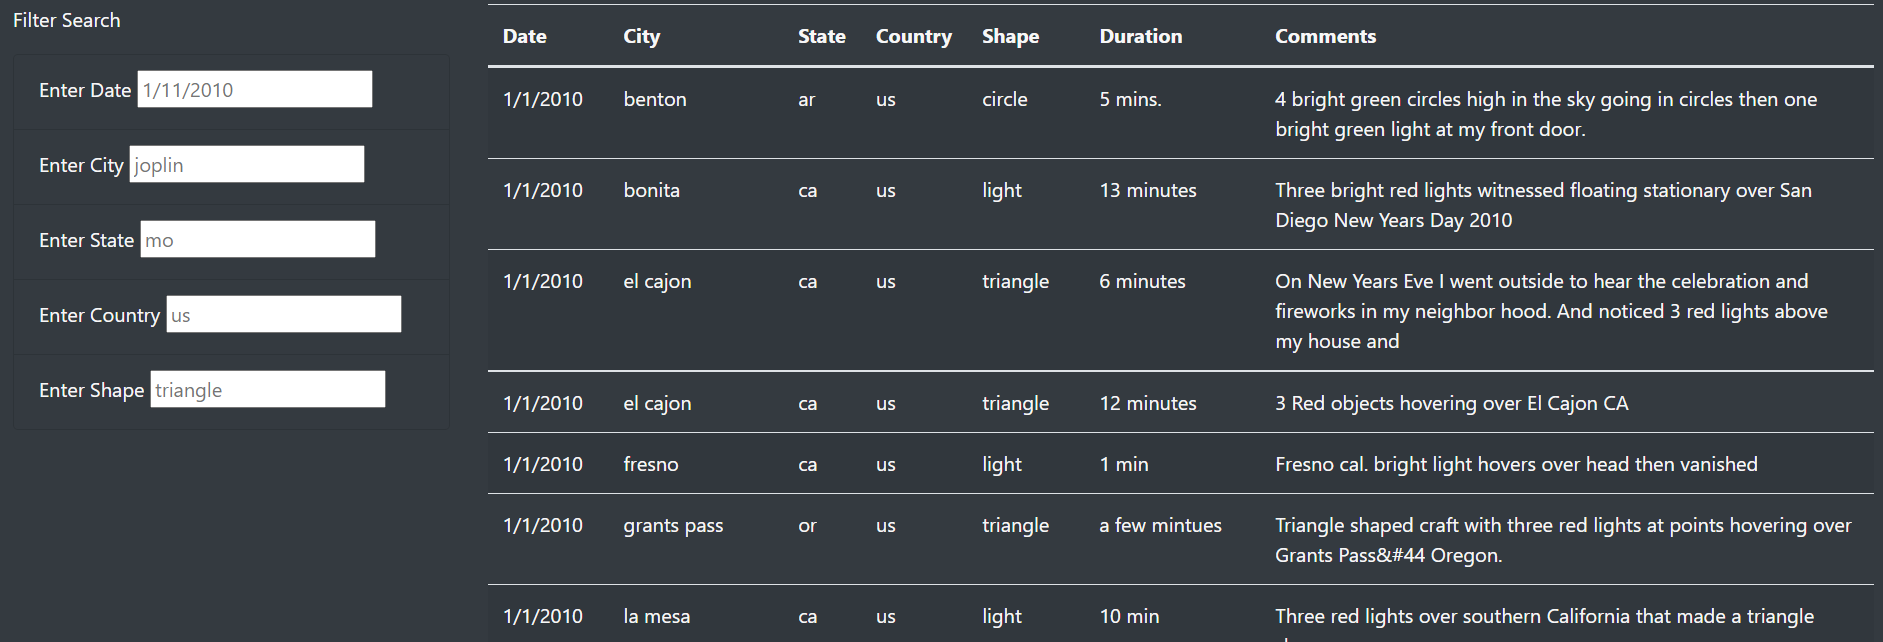 Filter Search
Enter Date 1/11/2010
Enter City joplin
Enter State mo
Enter Country us
Enter Shape triangle
Date City State Country Shape Duration Comments
1/1/2010 benton ar us circle 5 mins. 4 bright green circles high in the sky going in circles then one
bright green light at my front door.
1/1/2010 bonita ca us light 13 minutes Three bright red lights witnessed floating stationary over San
Diego New Years Day 2010
1/1/2010 el cajon ca us triangle 6 minutes On New Years Eve I went outside to hear the celebration and
fireworks in my neighbor hood. And noticed 3 red lights above
my house and
1/1/2010 el cajon ca us triangle 12 minutes 3 Red objects hovering over El Cajon CA
1/1/2010 fresno ca us light 1 min Fresno cal. bright light hovers over head then vanished
1/1/2010 grants pass or us triangle a few mintues Triangle shaped craft with three red lights at points hovering over
Grants Pass&#44 Oregon.
1/1/2010 la mesa ca us light 10 min Three red lights over southern California that made a triangle